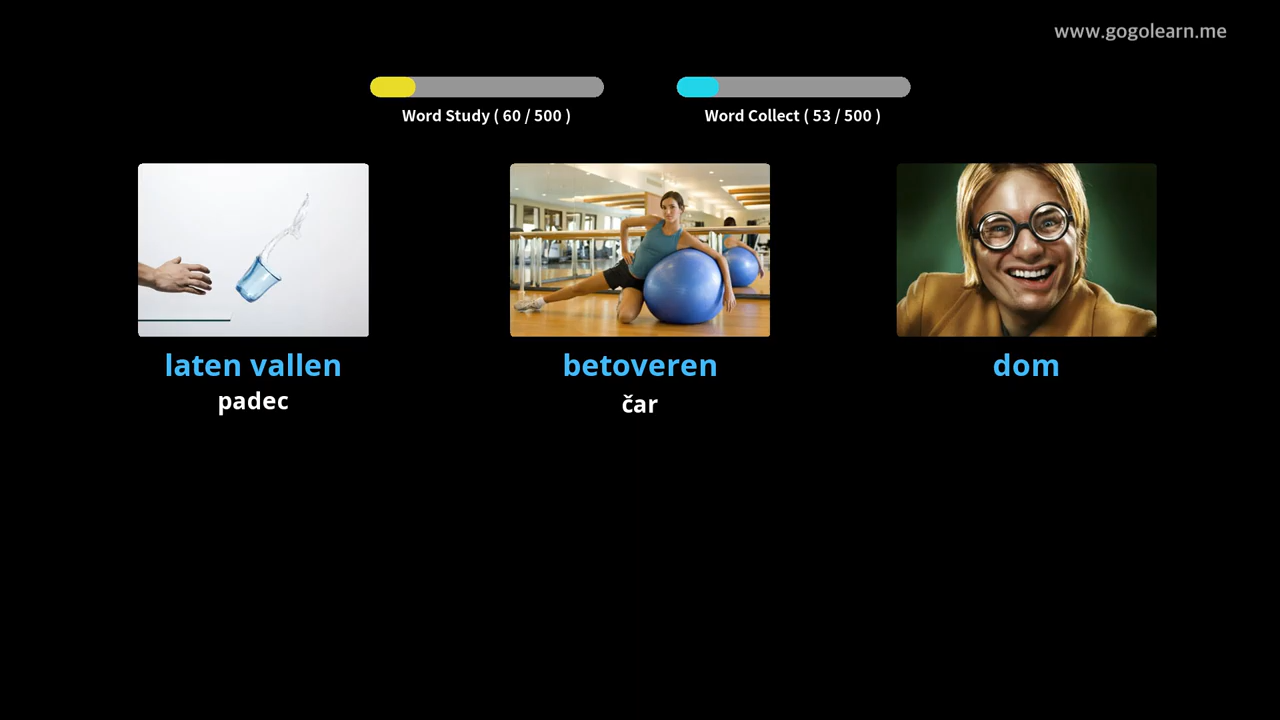 www.gogolearn.me
Word Study ( 60 / 500 )
Word Collect ( 53 / 500 )
laten vallen
padec
betoveren
čar
dom